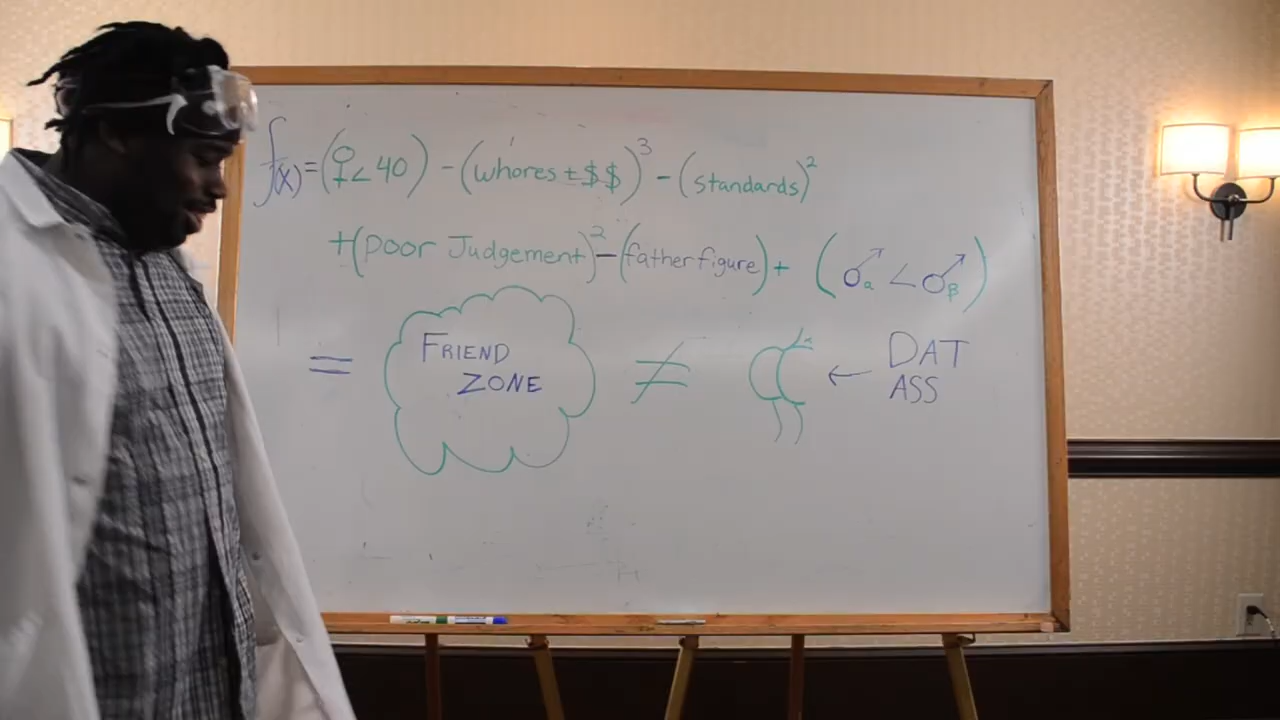 f(x)=(♀<40) -(whores ±$$)³ - (standards)²
+(poor Judgement)²-(father figure)+ (♂α <♂β)
= FRIEND ≠ ← DAT
ZONE ASS